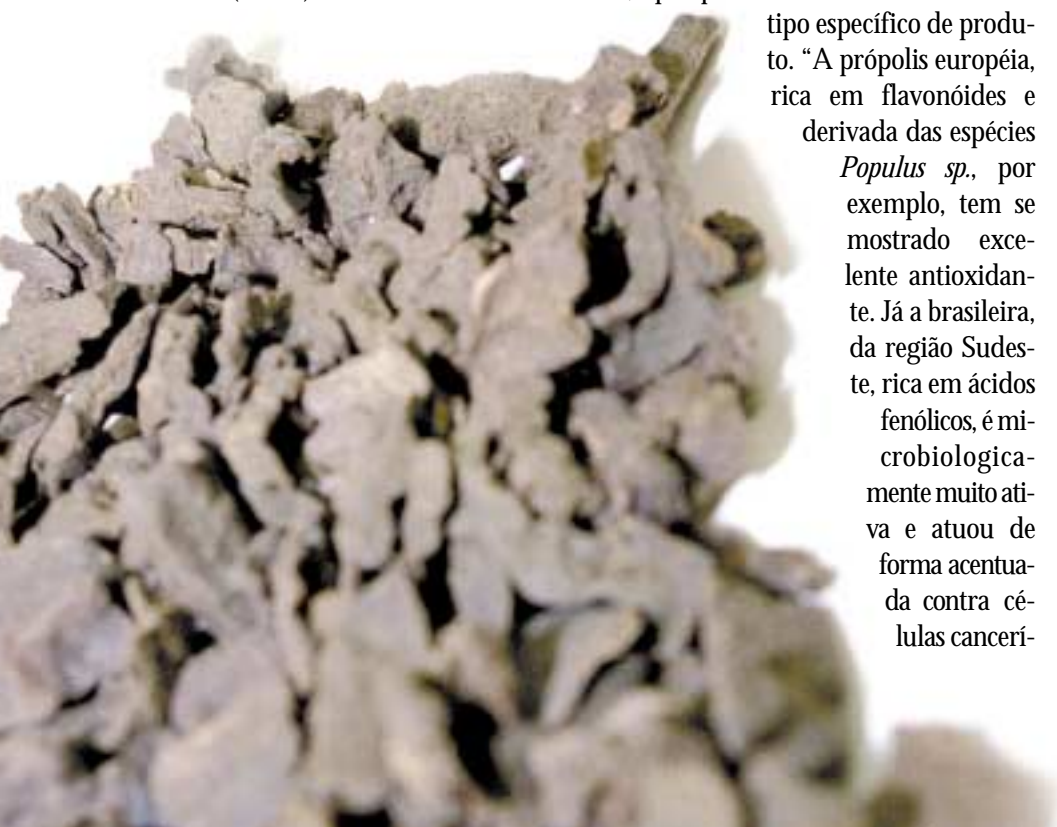 tipo específico de produ-
to. “A própolis européia,
rica em flavonóides e
derivada das espécies
Populus sp., por
exemplo, tem se
mostrado exce-
lente antioxidan-
te. Já a brasileira,
da região Sudes-
te, rica em ácidos
fenólicos, é mi-
crobiologica-
mente muito ati-
va e atuou de
forma acentua-
da contra cé-
lulas cancerí-